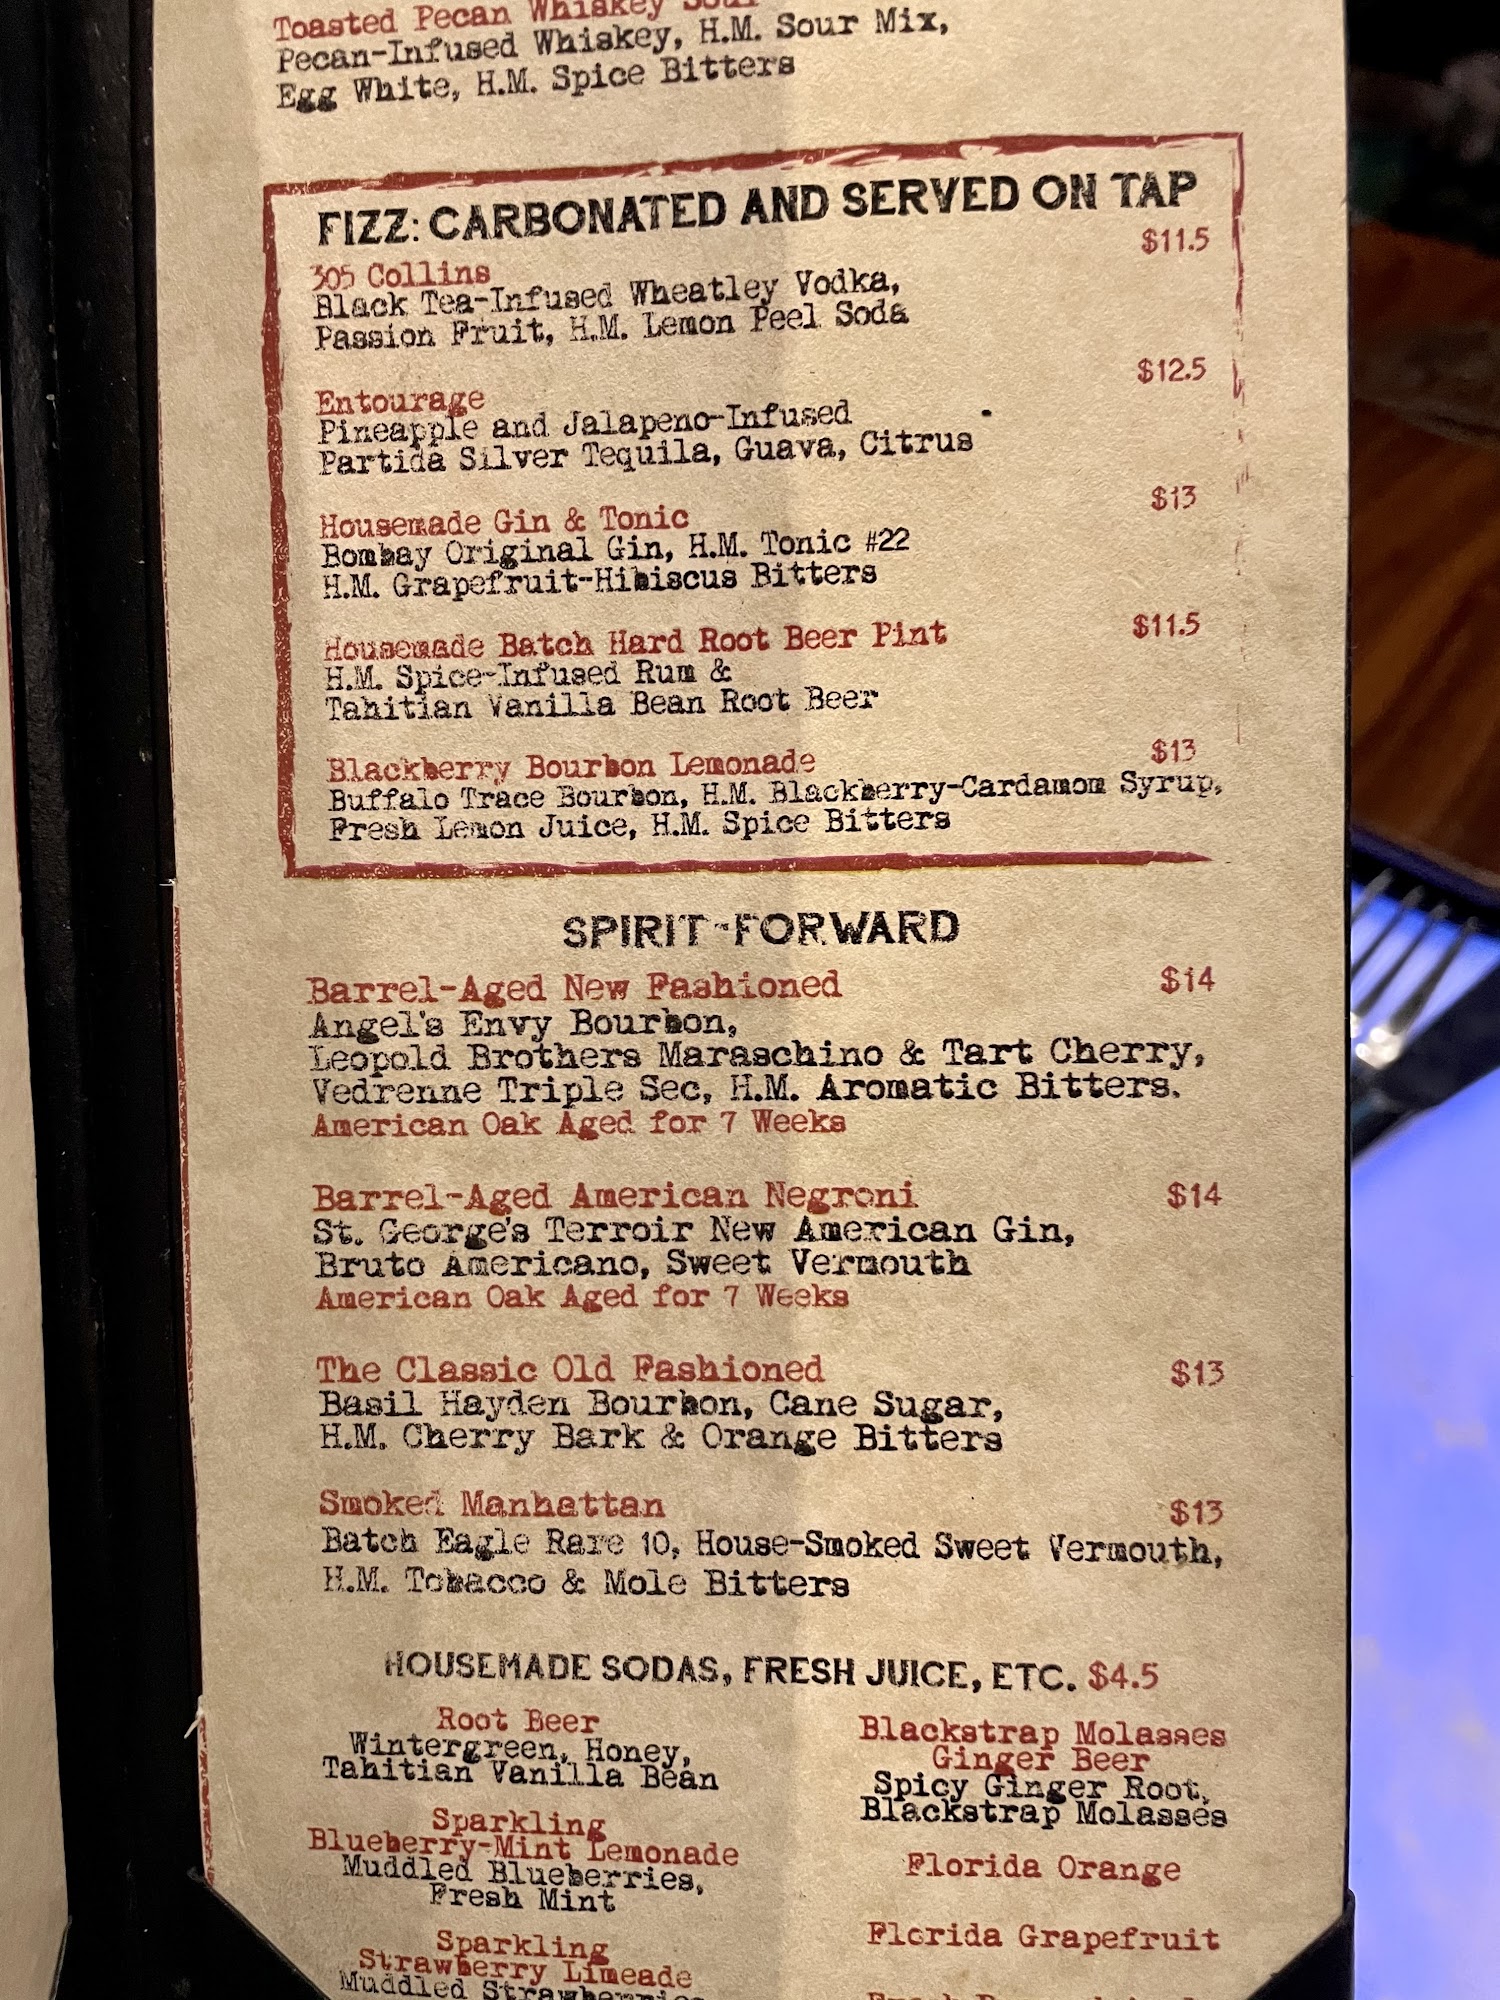 Toasted Pecan Whiskey Sour
Pecan-Infused Whiskey, H.M. Sour Mix,
Egg White, H.M. Spice Bitters
FIZZ: CARBONATED AND SERVED ON TAP
305 Collins $11.5
Black Tea-Infused Wheatley Vodka,
Passion Fruit, H.M. Lemon Peel Soda
Entourage $12.5
Pineapple and Jalapeno-Infused
Partida Silver Tequila, Guava, Citrus
Housemade Gin & Tonic $13
Bombay Original Gin, H.M. Tonic #22
H.M. Grapefruit-Hibiscus Bitters
Housemade Batch Hard Root Beer Pint $11.5
H.M. Spice-Infused Rum &
Tahitian Vanilla Bean Root Beer
Blackberry Bourbon Lemonade $13
Buffalo Trace Bourbon, H.M. Blackberry-Cardamom Syrup,
Fresh Lemon Juice, H.M. Spice Bitters
SPIRIT-FORWARD
Barrel-Aged New Fashioned $14
Angel's Envy Bourbon,
Leopold Brothers Maraschino & Tart Cherry,
Vedrenne Triple Sec, H.M. Aromatic Bitters.
American Oak Aged for 7 Weeks
Barrel-Aged American Negroni $14
St. George's Terroir New American Gin,
Bruto Americano, Sweet Vermouth
American Oak Aged for 7 Weeks
The Classic Old Fashioned $13
Basil Hayden Bourbon, Cane Sugar,
H.M. Cherry Bark & Orange Bitters
Smoked Manhattan $13
Batch Eagle Rare 10, House-Smoked Sweet Vermouth,
H.M. Tobacco & Mole Bitters
HOUSEMADE SODAS, FRESH JUICE, ETC. $4.5
Root Beer
Wintergreen, Honey,
Tahitian Vanilla Bean
Sparkling
Blueberry-Mint Lemonade
Muddled Blueberries,
Fresh Mint
Sparkling
Strawberry Limeade
Muddled Strawberries
Blackstrap Molasses
Ginger Beer
Spicy Ginger Root,
Blackstrap Molasses
Florida Orange
Florida Grapefruit